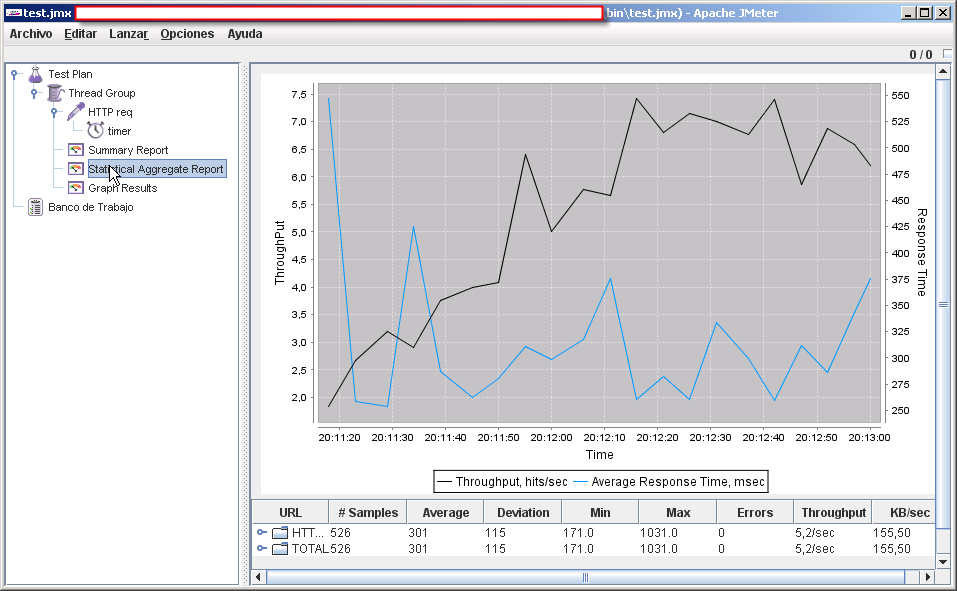 test.jmx bin\test.jmx) - Apache JMeter
Archivo Editar Lanzar Opciones Ayuda
0 / 0
Test Plan
Thread Group
HTTP req
timer
Summary Report
Statistical Aggregate Report
Graph Results
Banco de Trabajo
ThroughPut
7,5
7,0
6,5
6,0
5,5
5,0
4,5
4,0
3,5
3,0
2,5
2,0
550
525
500
475
450
425
400
375
350
325
300
275
250
Response Time
20:11:20 20:11:30 20:11:40 20:11:50 20:12:00 20:12:10 20:12:20 20:12:30 20:12:40 20:12:50 20:13:00
Time
Throughput, hits/sec Average Response Time, msec
URL # Samples Average Deviation Min Max Errors Throughput KB/sec
HTT... 526 301 115 171.0 1031.0 0 5,2/sec 155,50
TOTAL 526 301 115 171.0 1031.0 0 5,2/sec 155,50